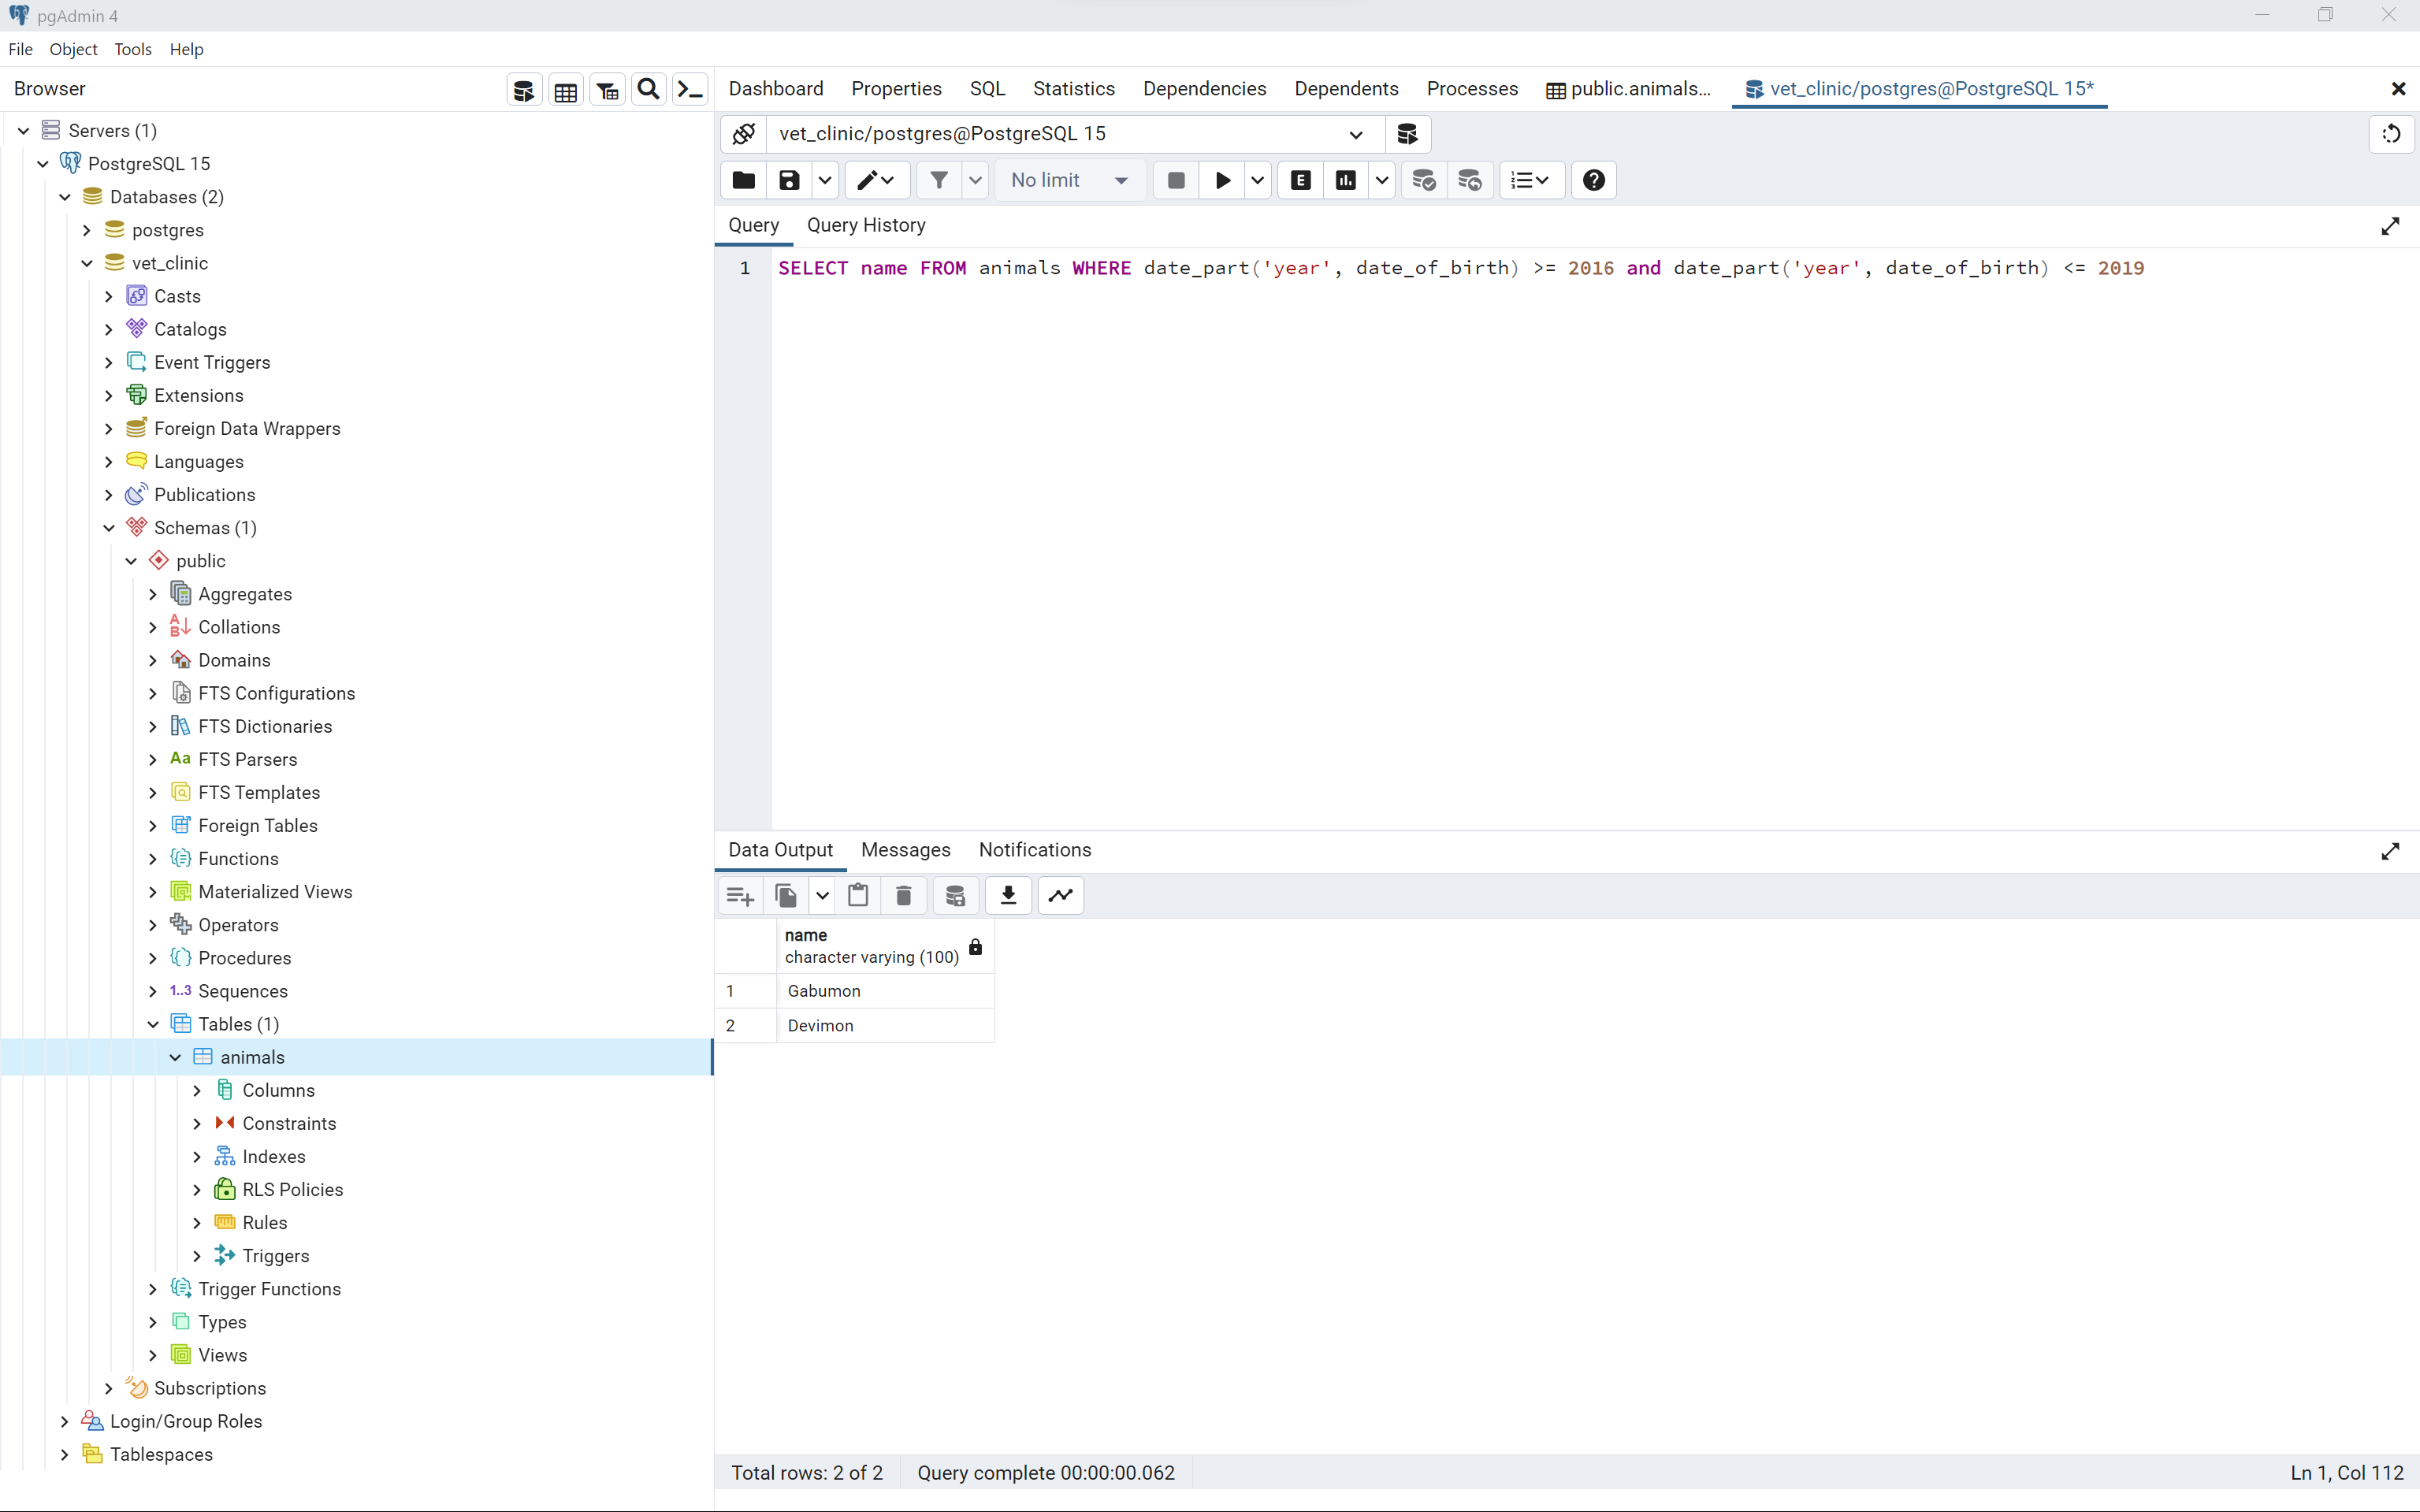 pgAdmin 4
File Object Tools Help
Browser
Servers (1)
PostgreSQL 15
Databases (2)
postgres
vet_clinic
Casts
Catalogs
Event Triggers
Extensions
Foreign Data Wrappers
Languages
Publications
Schemas (1)
public
Aggregates
Collations
Domains
FTS Configurations
FTS Dictionaries
Aa FTS Parsers
FTS Templates
Foreign Tables
Functions
Materialized Views
Operators
Procedures
1..3 Sequences
Tables (1)
animals
Columns
Constraints
Indexes
RLS Policies
Rules
Triggers
Trigger Functions
Types
Views
Subscriptions
Login/Group Roles
Tablespaces
Dashboard Properties SQL Statistics Dependencies Dependents Processes public.animals... vet_clinic/postgres@PostgreSQL 15*
vet_clinic/postgres@PostgreSQL 15
No limit E
Query Query History
1 SELECT name FROM animals WHERE date_part('year', date_of_birth) >= 2016 and date_part('year', date_of_birth) <= 2019
Data Output Messages Notifications
name
character varying (100)
1 Gabumon
2 Devimon
Total rows: 2 of 2 Query complete 00:00:00.062 Ln 1, Col 112